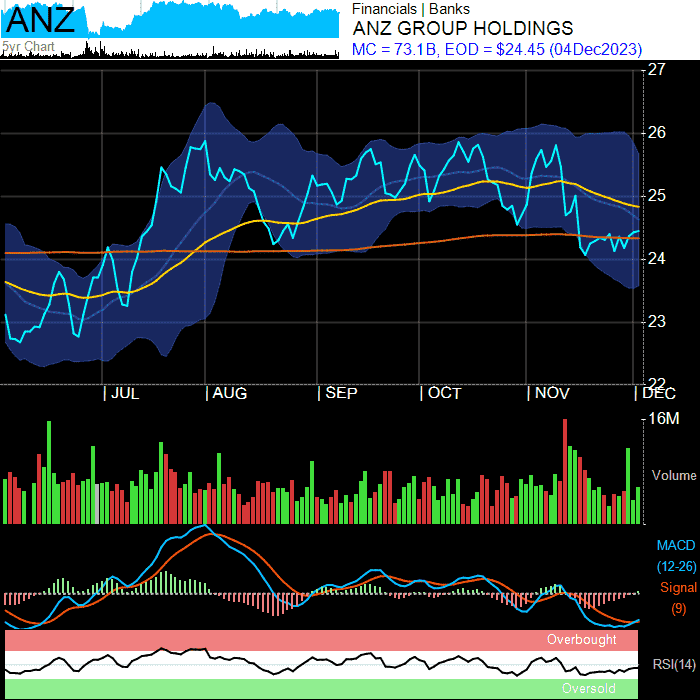 ANZ
5yr Chart
Financials | Banks
ANZ GROUP HOLDINGS
MC = 73.1B, EOD = $24.45 (04Dec2023)
27
26
25
24
23
22
JUL AUG SEP OCT NOV DEC
16M
Volume
MACD
(12-26)
Signal
(9)
Overbought
RSI(14)
Oversold